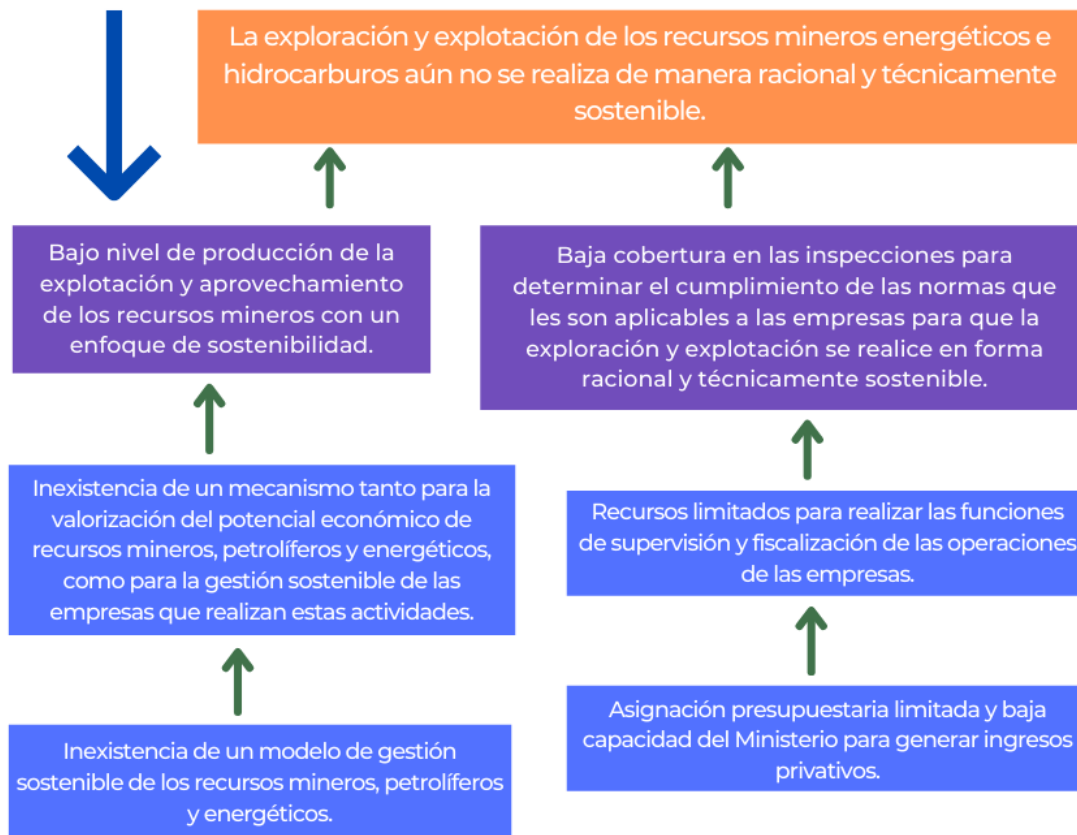 La exploración y explotación de los recursos mineros energéticos e
hidrocarburos aún no se realiza de manera racional y técnicamente
sostenible.
Bajo nivel de producción de la
explotación y aprovechamiento
de los recursos mineros con un
enfoque de sostenibilidad.
Baja cobertura en las inspecciones para
determinar el cumplimiento de las normas que
les son aplicables a las empresas para que la
exploración y explotación se realice en forma
racional y técnicamente sostenible.
Inexistencia de un mecanismo tanto para la
valorización del potencial económico de
recursos mineros, petrolíferos y energéticos,
como para la gestión sostenible de las
empresas que realizan estas actividades.
Recursos limitados para realizar las funciones
de supervisión y fiscalización de las operaciones
de las empresas.
Inexistencia de un modelo de gestión
sostenible de los recursos mineros, petrolíferos
y energéticos.
Asignación presupuestaria limitada y baja
capacidad del Ministerio para generar ingresos
privativos.